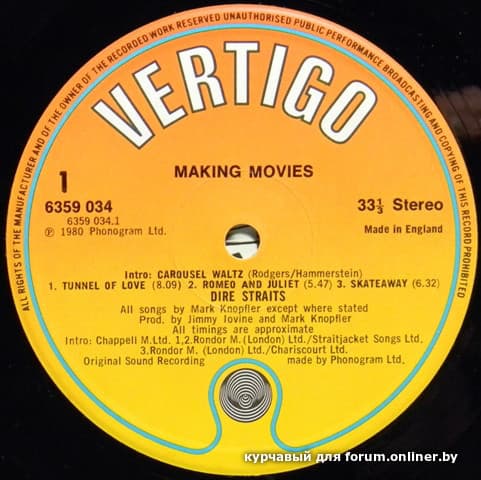 ALL RIGHTS OF THE MANUFACTURER AND OF THE OWNER OF THE RECORDED WORK RESERVED UNAUTHORISED PUBLIC PERFORMANCE BROADCASTING AND COPYING OF THIS RECORD PROHIBITED
VERTIGO
MAKING MOVIES
1
6359 034
6359 034.1
℗ 1980 Phonogram Ltd.
33⅓ Stereo
Made in England
Intro: CAROUSEL WALTZ (Rodgers/Hammerstein)
1. TUNNEL OF LOVE (8.09) 2. ROMEO AND JULIET (5.47) 3. SKATEAWAY (6.32)
DIRE STRAITS
All songs by Mark Knopfler except where stated
Prod. by Jimmy Iovine and Mark Knopfler
All timings are approximate
Intro: Chappell M.Ltd. 1,2.Rondor M.(London) Ltd./Straitjacket Songs Ltd.
3.Rondor M. (London) Ltd./Chariscourt Ltd.
Original Sound Recording made by Phonogram Ltd.
курчавый для forum.onliner.by